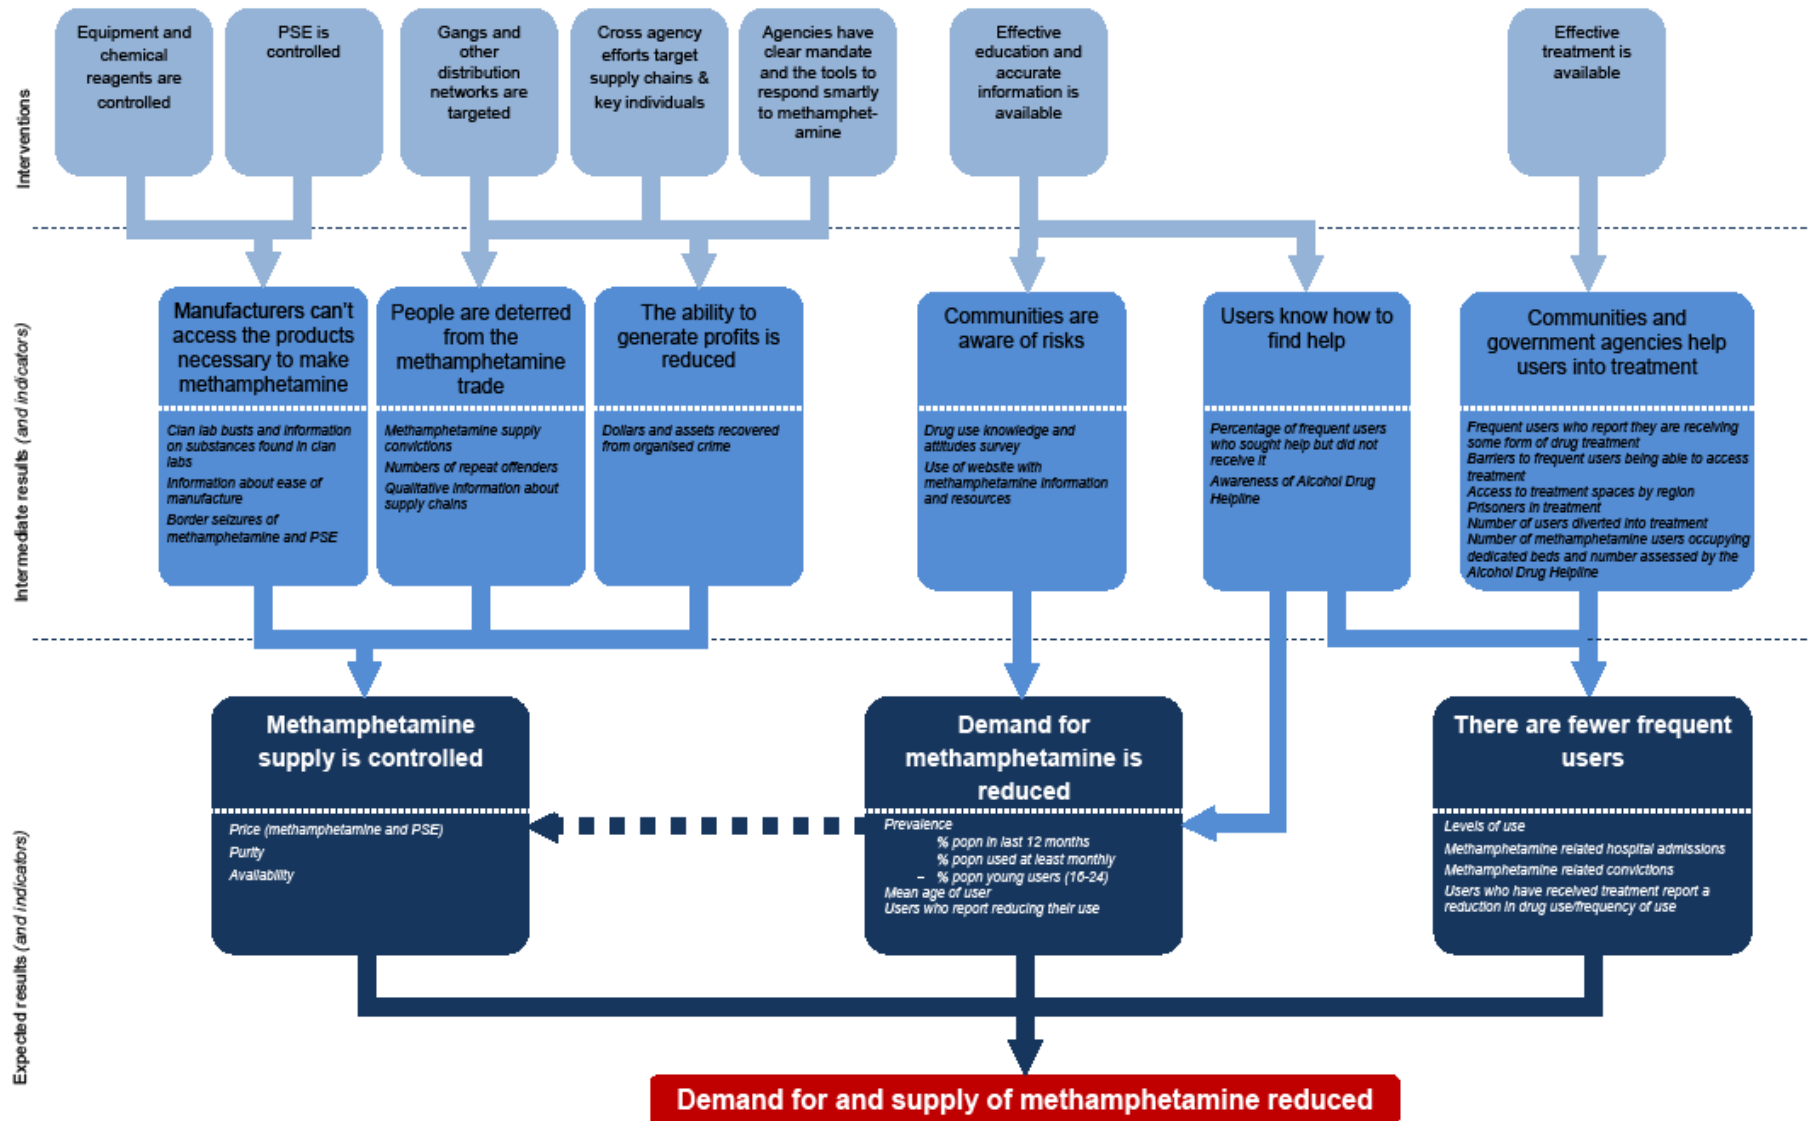 Interventions
Equipment and
chemical
reagents are
controlled
PSE is
controlled
Gangs and
other
distribution
networks are
targeted
Cross agency
efforts target
supply chains &
key individuals
Agencies have
clear mandate
and the tools to
respond smartly
to methamphet-
amine
Effective
education and
accurate
information is
available
Effective
treatment is
available
Intermediate results (and indicators)
Manufacturers can't
access the products
necessary to make
methamphetamine
Clan lab busts and information
on substances found in clan
labs
Information about ease of
manufacture
Border seizures of
methamphetamine and PSE
People are deterred
from the
methamphetamine
trade
Methamphetamine supply
convictions
Numbers of repeat offenders
Qualitative information about
supply chains
The ability to
generate profits is
reduced
Dollars and assets recovered
from organised crime
Communities are
aware of risks
Drug use knowledge and
attitudes survey
Use of website with
methamphetamine information
and resources
Users know how to
find help
Percentage of frequent users
who sought help but did not
receive it
Awareness of Alcohol Drug
Helpline
Communities and
government agencies help
users into treatment
Frequent users who report they are receiving
some form of drug treatment
Barriers to frequent users being able to access
treatment
Access to treatment spaces by region
Prisoners in treatment
Number of users diverted into treatment
Number of methamphetamine users occupying
dedicated beds and number assessed by the
Alcohol Drug Helpline
Expected results (and indicators)
Methamphetamine
supply is controlled
Price (methamphetamine and PSE)
Purity
Availability
Demand for
methamphetamine is
reduced
Prevalence
% popn in last 12 months
% popn used at least monthly
– % popn young users (16-24)
Mean age of user
Users who report reducing their use
There are fewer frequent
users
Levels of use
Methamphetamine related hospital admissions
Methamphetamine related convictions
Users who have received treatment report a
reduction in drug use/frequency of use
Demand for and supply of methamphetamine reduced